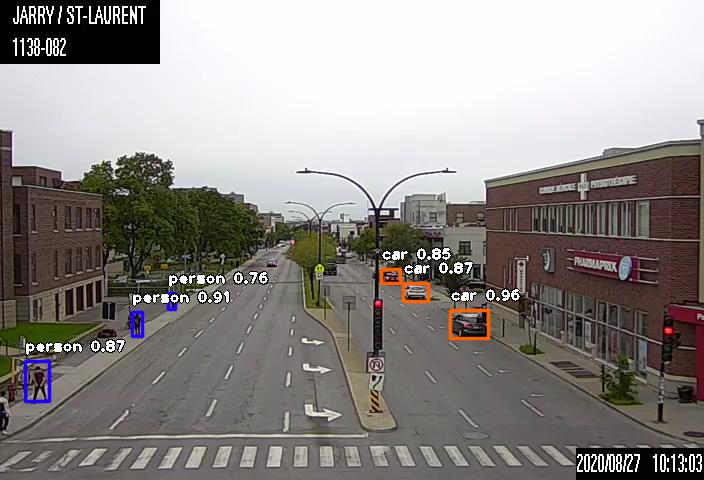 JARRY / ST-LAURENT
1138-082
PHYSIOTHERAPIE
car 0.85
car 0.87
person 0.76
person 0.91
car 0.96
PHARMAPRIX
person 0.87
2020/08/27 10:13:03